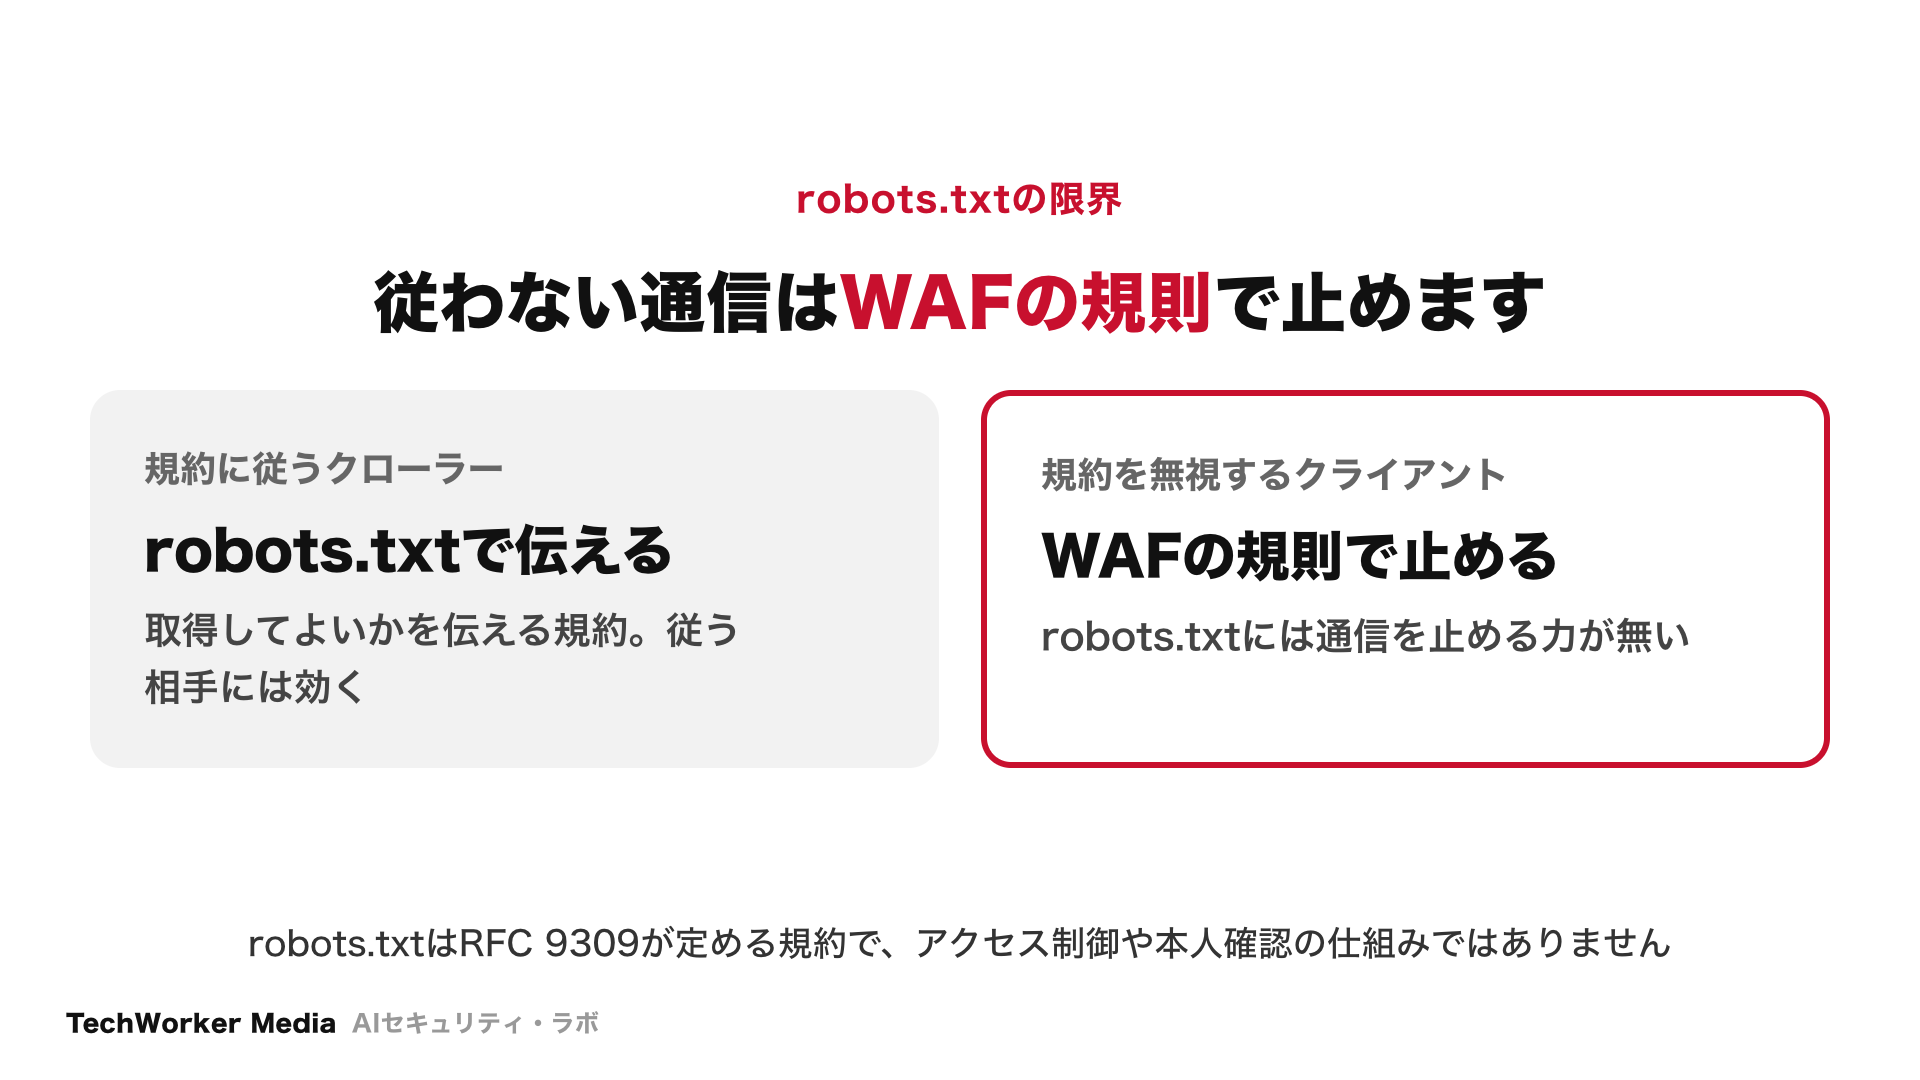 robots.txtの限界
従わない通信はWAFの規則で止めます
規約に従うクローラー
robots.txtで伝える
取得してよいかを伝える規約。従う
相手には効く
規約を無視するクライアント
WAFの規則で止める
robots.txtには通信を止める力が無い
robots.txtはRFC 9309が定める規約で、アクセス制御や本人確認の仕組みではありません
TechWorker Media AIセキュリティ・ラボ